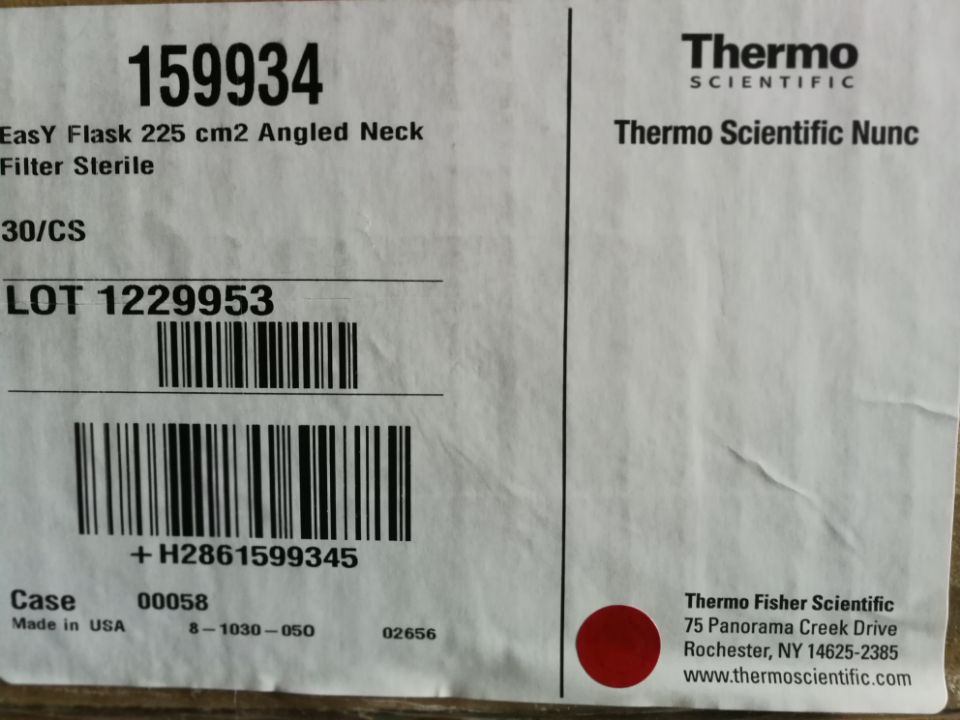 159934
EasY Flask 225 cm2 Angled Neck
Filter Sterile
30/CS
LOT 1229953
+H2861599345
Case 00058
Made in USA 8-1030-050 02656
Thermo
SCIENTIFIC
Thermo Scientific Nunc
Thermo Fisher Scientific
75 Panorama Creek Drive
Rochester, NY 14625-2385
www.thermoscientific.com